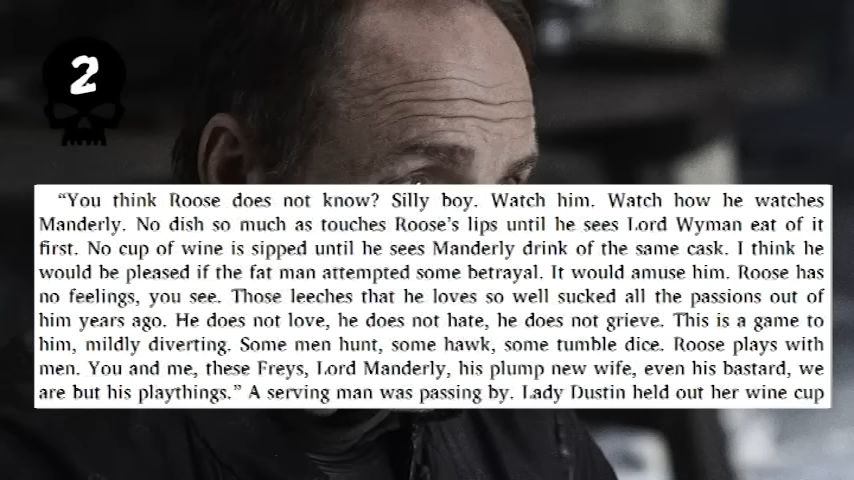 2
“You think Roose does not know? Silly boy. Watch him. Watch how he watches
Manderly. No dish so much as touches Roose’s lips until he sees Lord Wyman eat of it
first. No cup of wine is sipped until he sees Manderly drink of the same cask. I think he
would be pleased if the fat man attempted some betrayal. It would amuse him. Roose has
no feelings, you see. Those leeches that he loves so well sucked all the passions out of
him years ago. He does not love, he does not hate, he does not grieve. This is a game to
him, mildly diverting. Some men hunt, some hawk, some tumble dice. Roose plays with
men. You and me, these Freys, Lord Manderly, his plump new wife, even his bastard, we
are but his playthings.” A serving man was passing by. Lady Dustin held out her wine cup